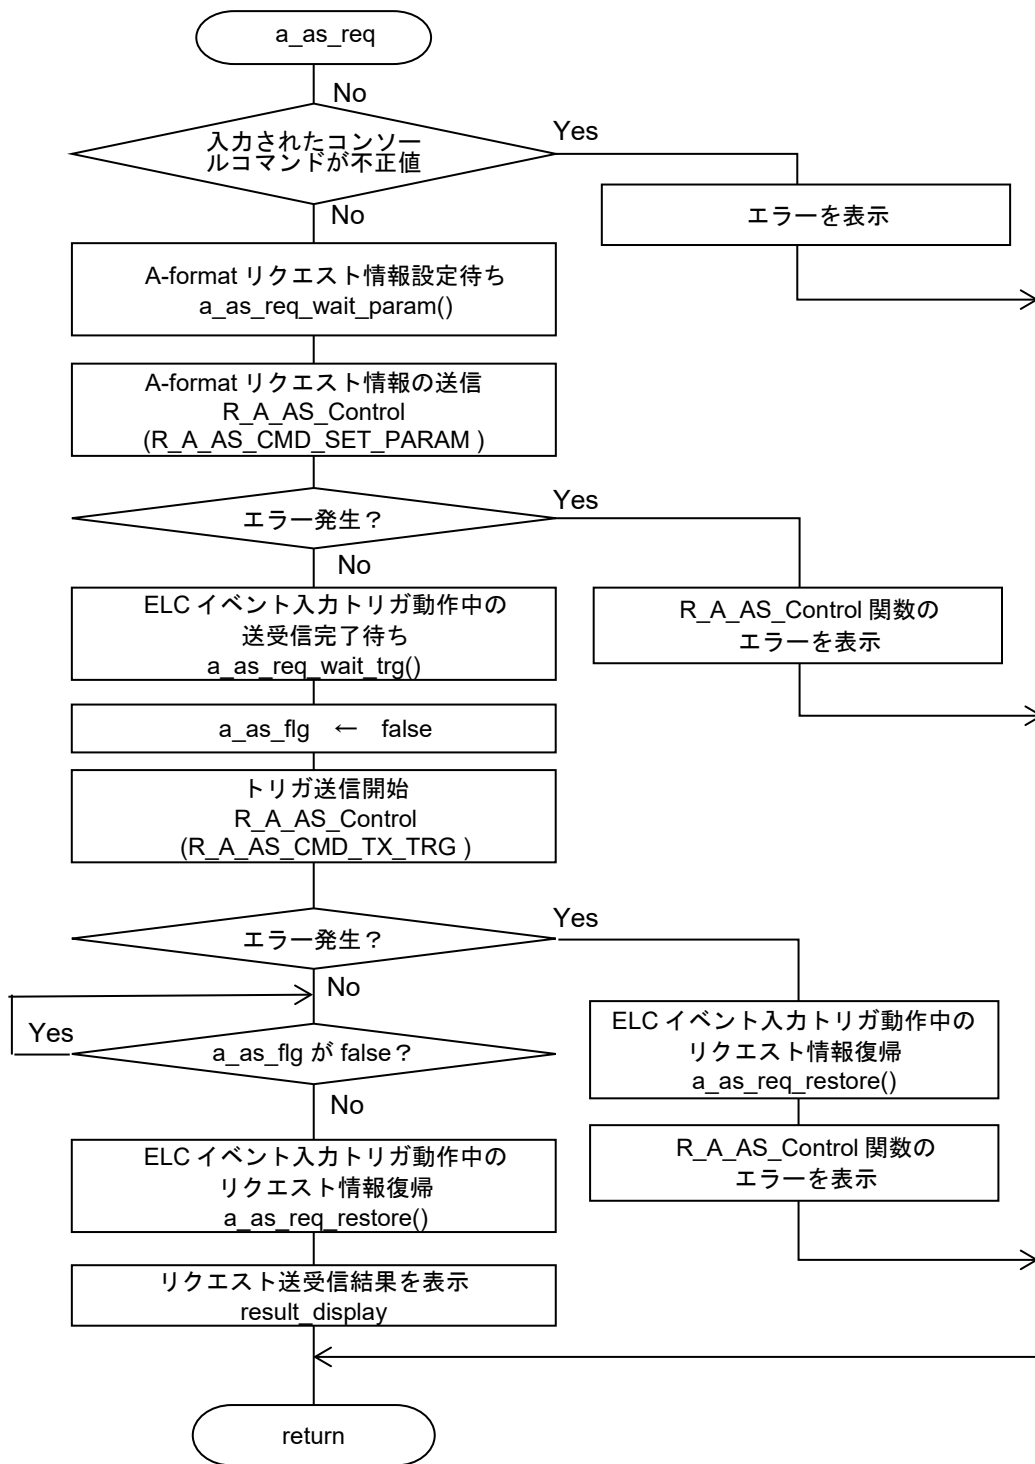 a_as_req
No
入力されたコンソー
ルコマンドが不正値
Yes
エラーを表示
No
A-format リクエスト情報設定待ち
a_as_req_wait_param()
A-format リクエスト情報の送信
R_A_AS_Control
(R_A_AS_CMD_SET_PARAM )
エラー発生？
Yes
R_A_AS_Control 関数の
エラーを表示
No
ELC イベント入力トリガ動作中の
送受信完了待ち
a_as_req_wait_trg()
a_as_flg ← false
トリガ送信開始
R_A_AS_Control
(R_A_AS_CMD_TX_TRG )
エラー発生？
Yes
ELC イベント入力トリガ動作中の
リクエスト情報復帰
a_as_req_restore()
R_A_AS_Control 関数の
エラーを表示
No
Yes
a_as_flg が false？
No
ELC イベント入力トリガ動作中の
リクエスト情報復帰
a_as_req_restore()
リクエスト送受信結果を表示
result_display
return